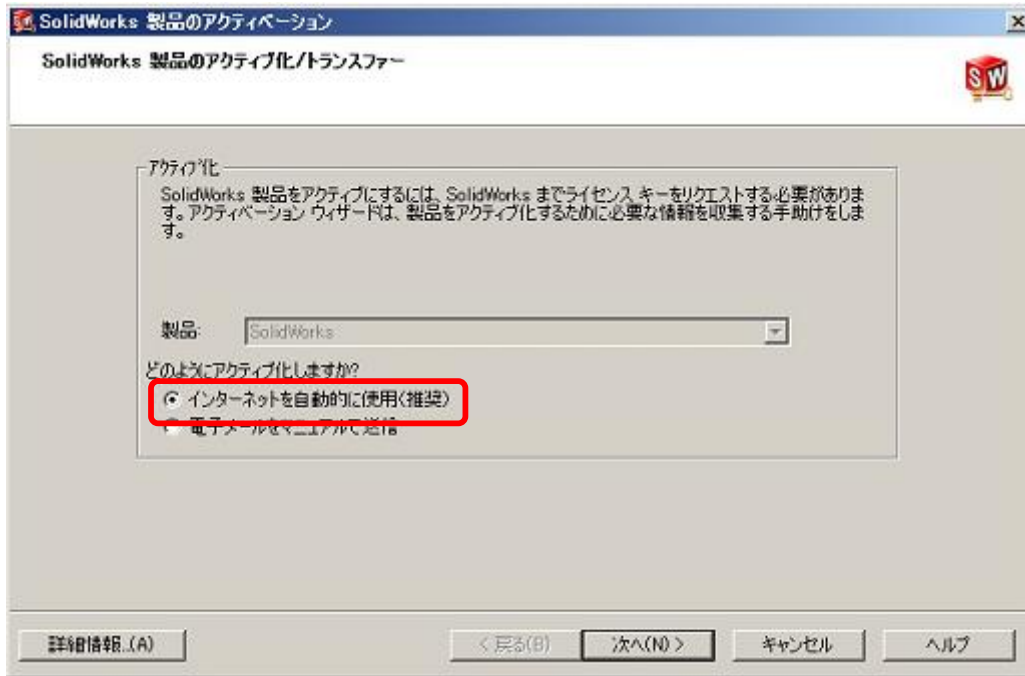 SolidWorks 製品のアクティベーション
SolidWorks 製品のアクティブ化/トランスファー
SW
アクティブ化
SolidWorks 製品をアクティブにするには、SolidWorks までライセンス キーをリクエストする必要がありま
す。アクティベーション ウィザードは、製品をアクティブ化するために必要な情報を収集する手助けをしま
す。
製品:
SolidWorks
どのようにアクティブ化しますか?
インターネットを自動的に使用(推奨)
電子メールをマニュアルで送信
詳細情報..(A)
< 戻る(B)
次へ(N) >
キャンセル
ヘルプ